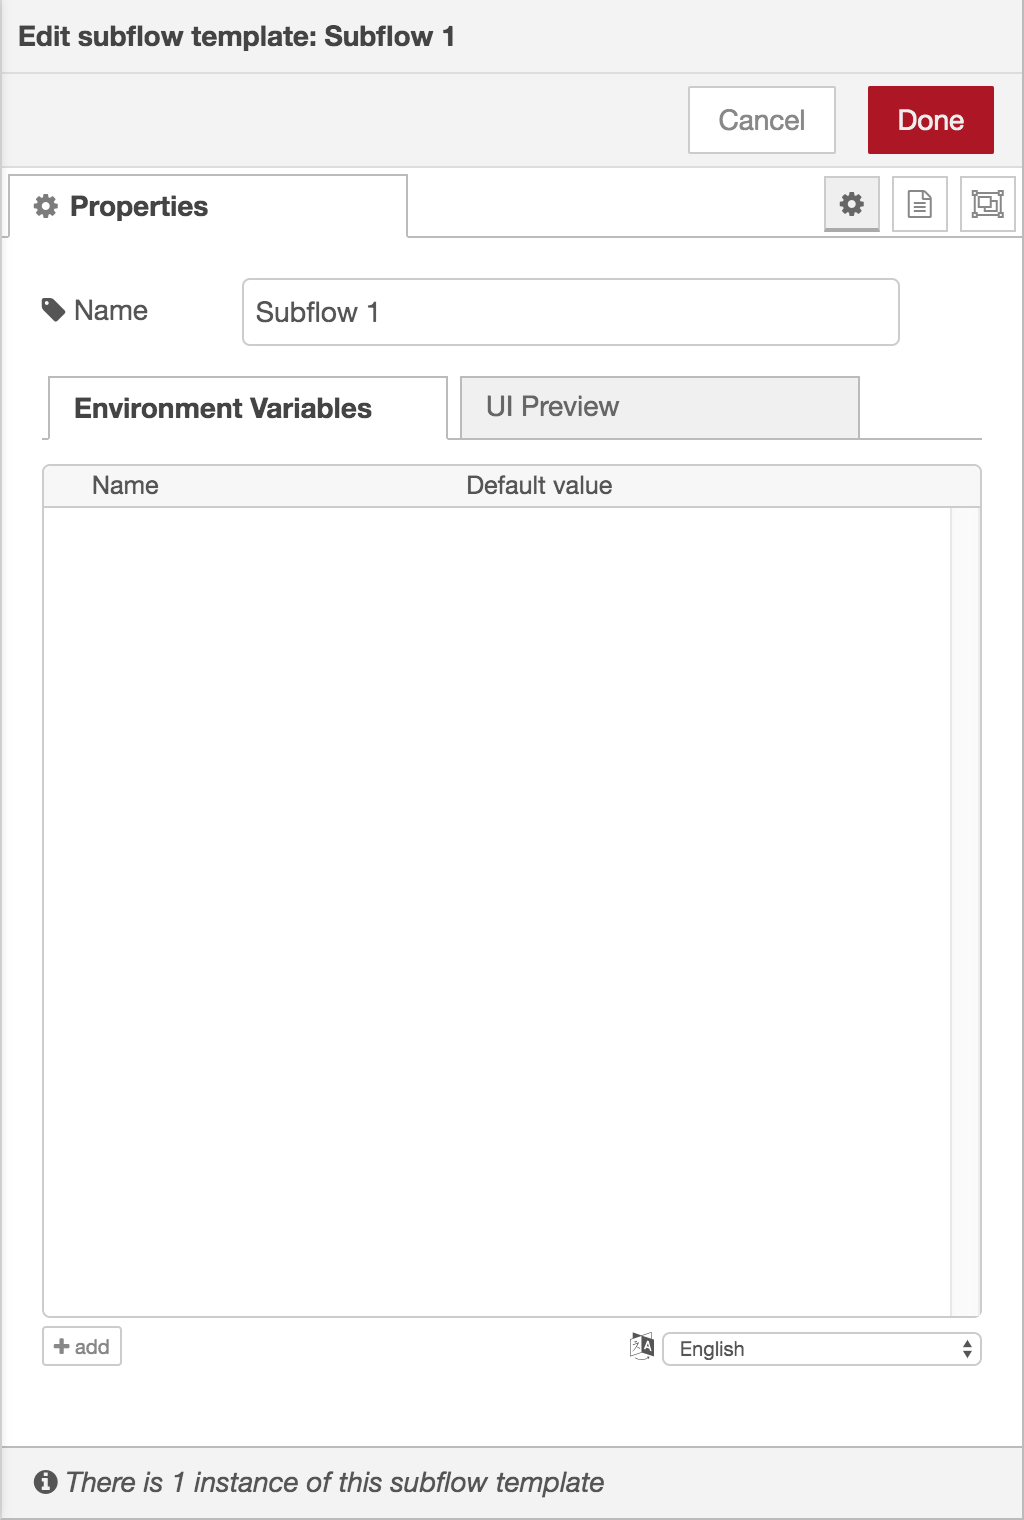 Edit subflow template: Subflow 1
Cancel Done
Properties
Name Subflow 1
Environment Variables UI Preview
Name Default value
add English
There is 1 instance of this subflow template